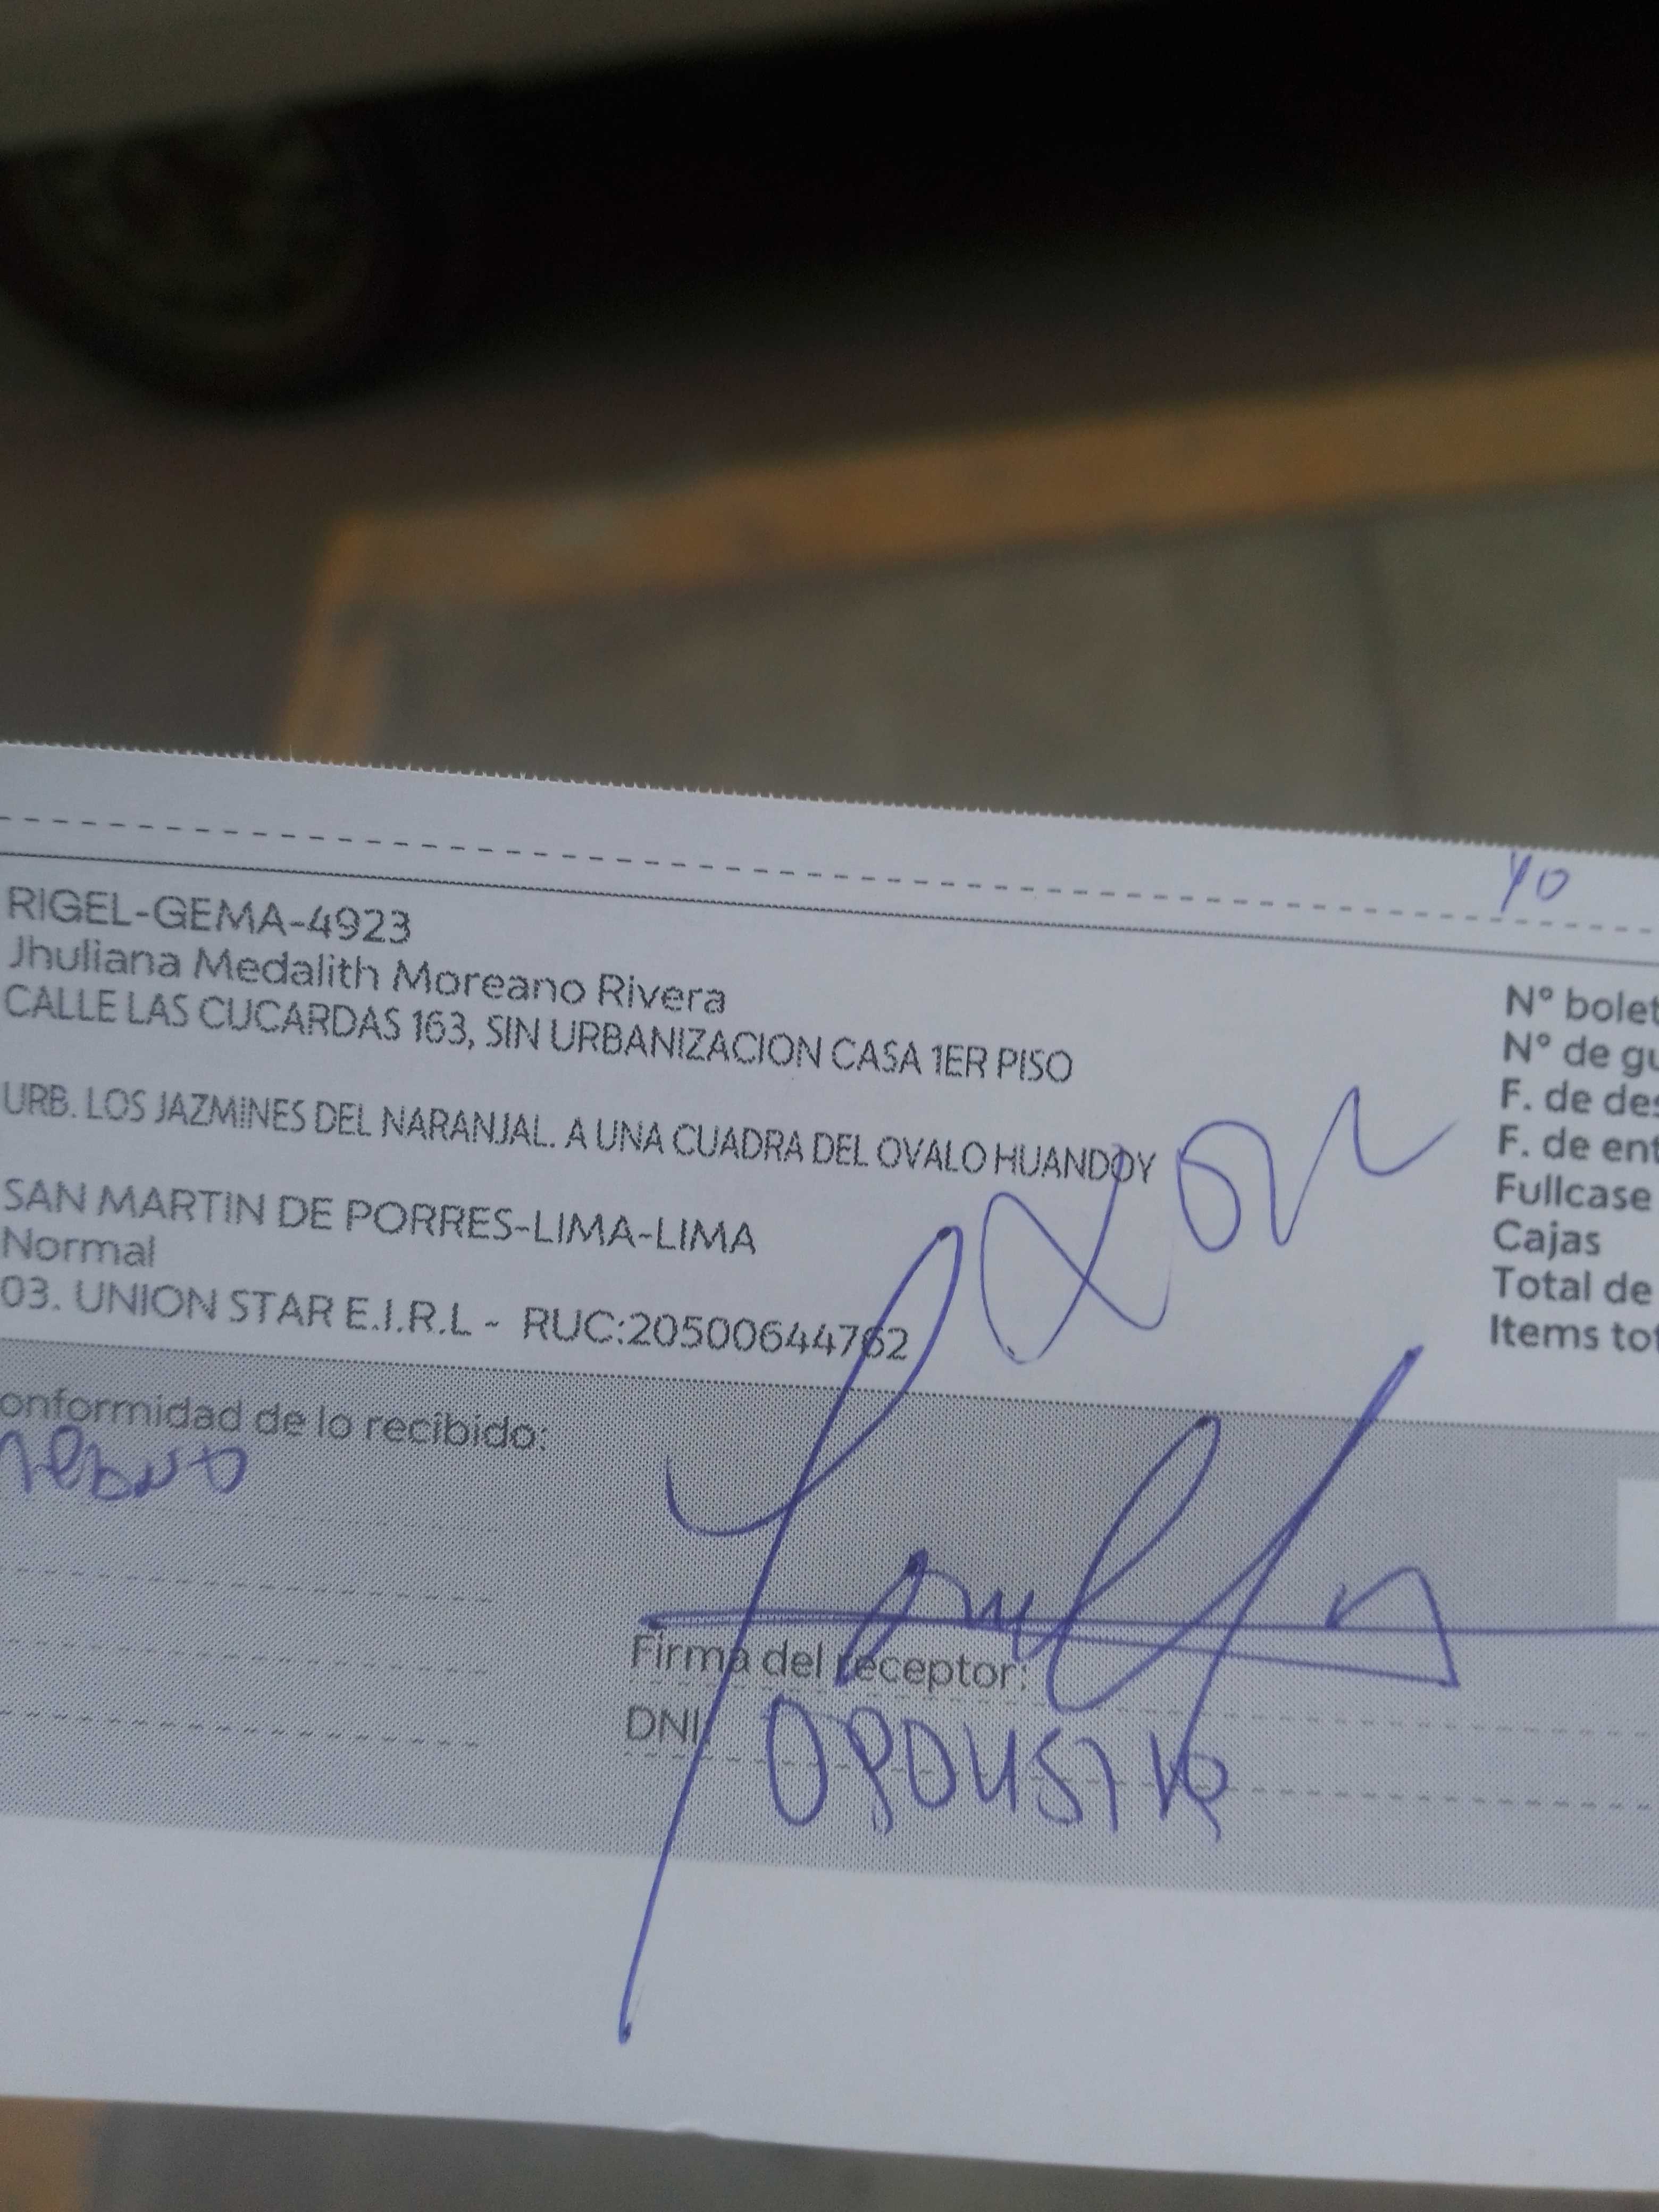 RIGEL-GEMA-4923
Jhuliana Medalith Moreano Rivera
CALLE LAS CUCARDAS 163, SIN URBANIZACION CASA 1ER PISO
URB. LOS JAZMINES DEL NARANJAL. A UNA CUADRA DEL OVALO HUANDOY
SAN MARTIN DE PORRES-LIMA-LIMA
Normal
03. UNION STAR E.I.R.L - RUC:20500644762
Nº bolet
Nº de gu
F. de des
F. de ent
Fullcase
Cajas
Total de
Items tot
onformidad de lo recibido:
Firma del receptor:
DNI: